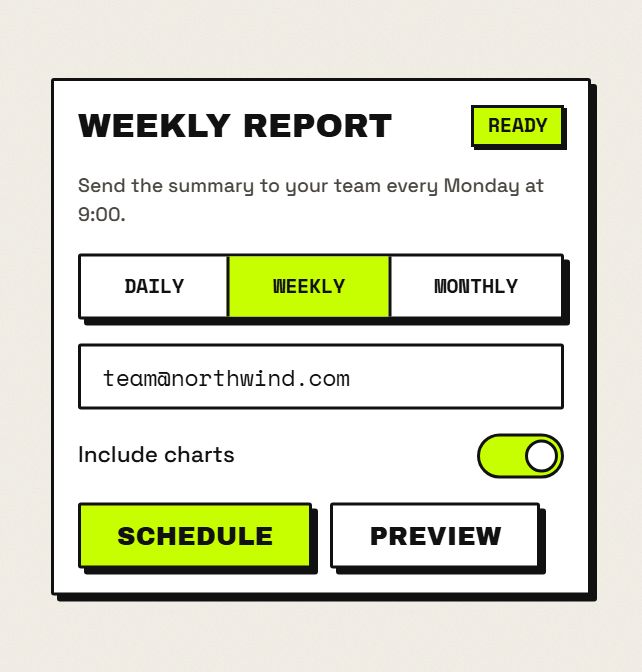 WEEKLY REPORT
READY
Send the summary to your team every Monday at
9:00.
DAILY
WEEKLY
MONTHLY
team@northwind.com
Include charts
SCHEDULE
PREVIEW